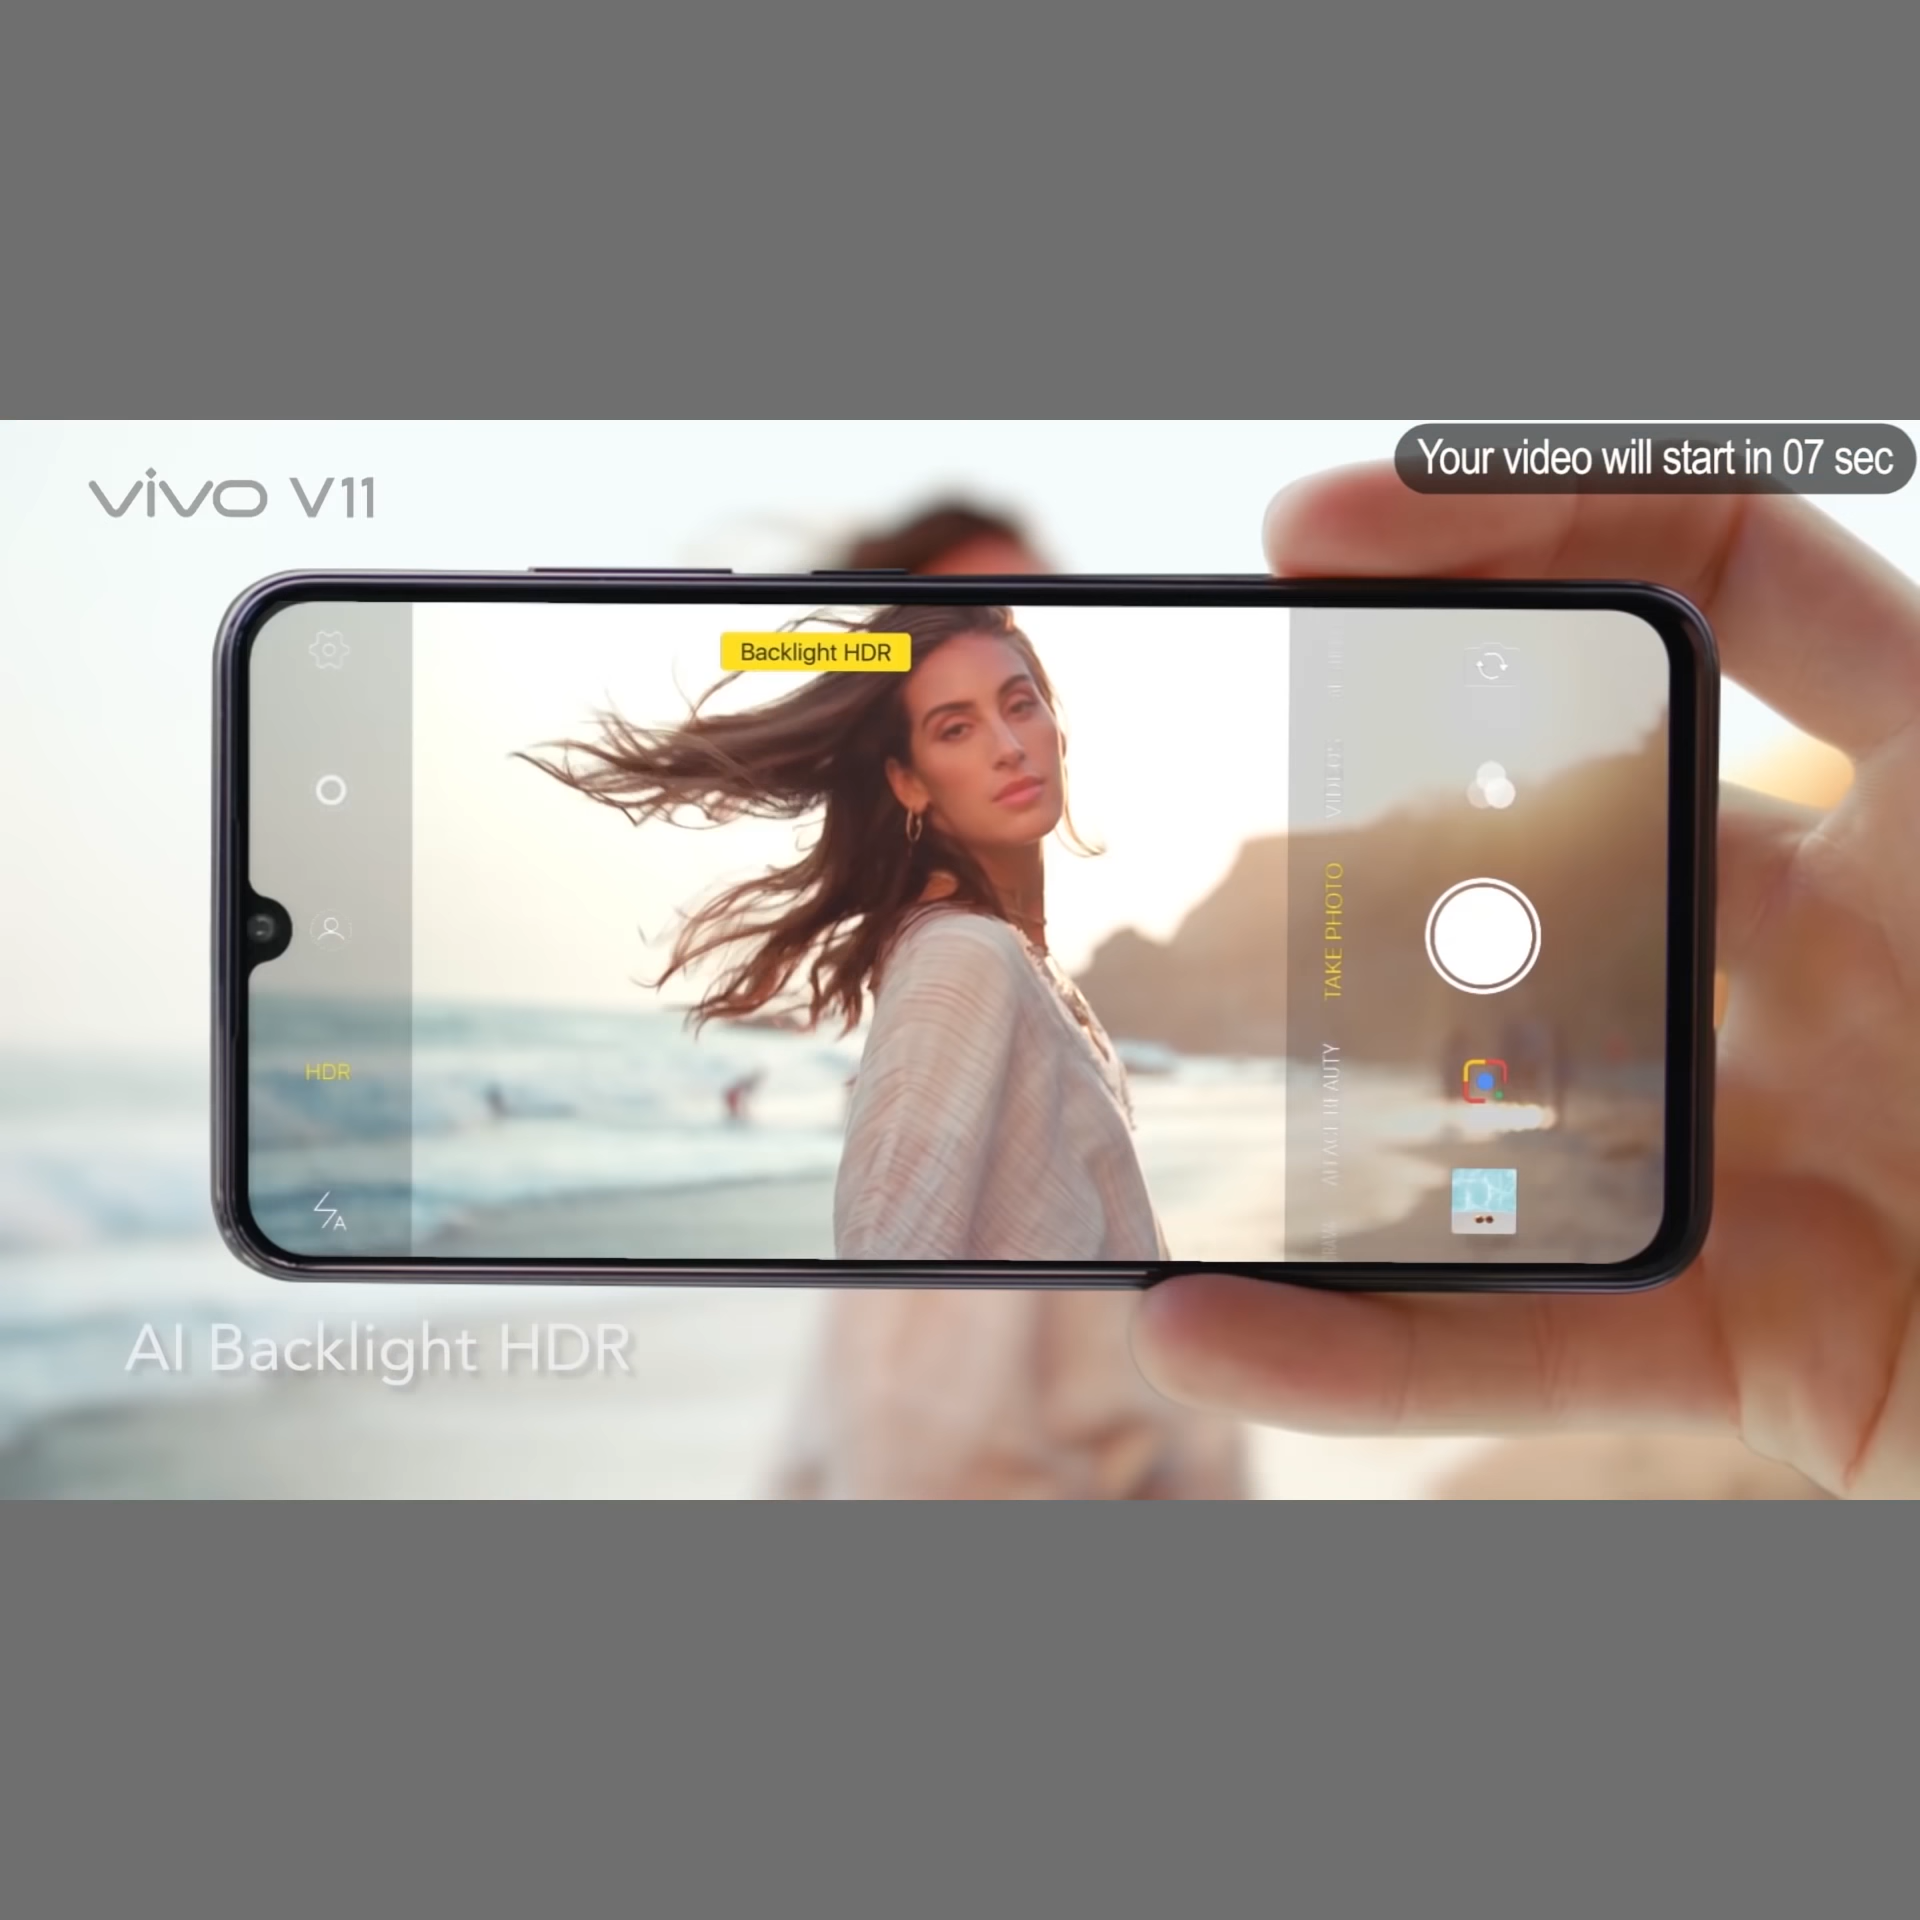 Your video will start in 07 sec
vivo V11
Backlight HDR
TAKE PHOTO
HDR
AI Backlight HDR